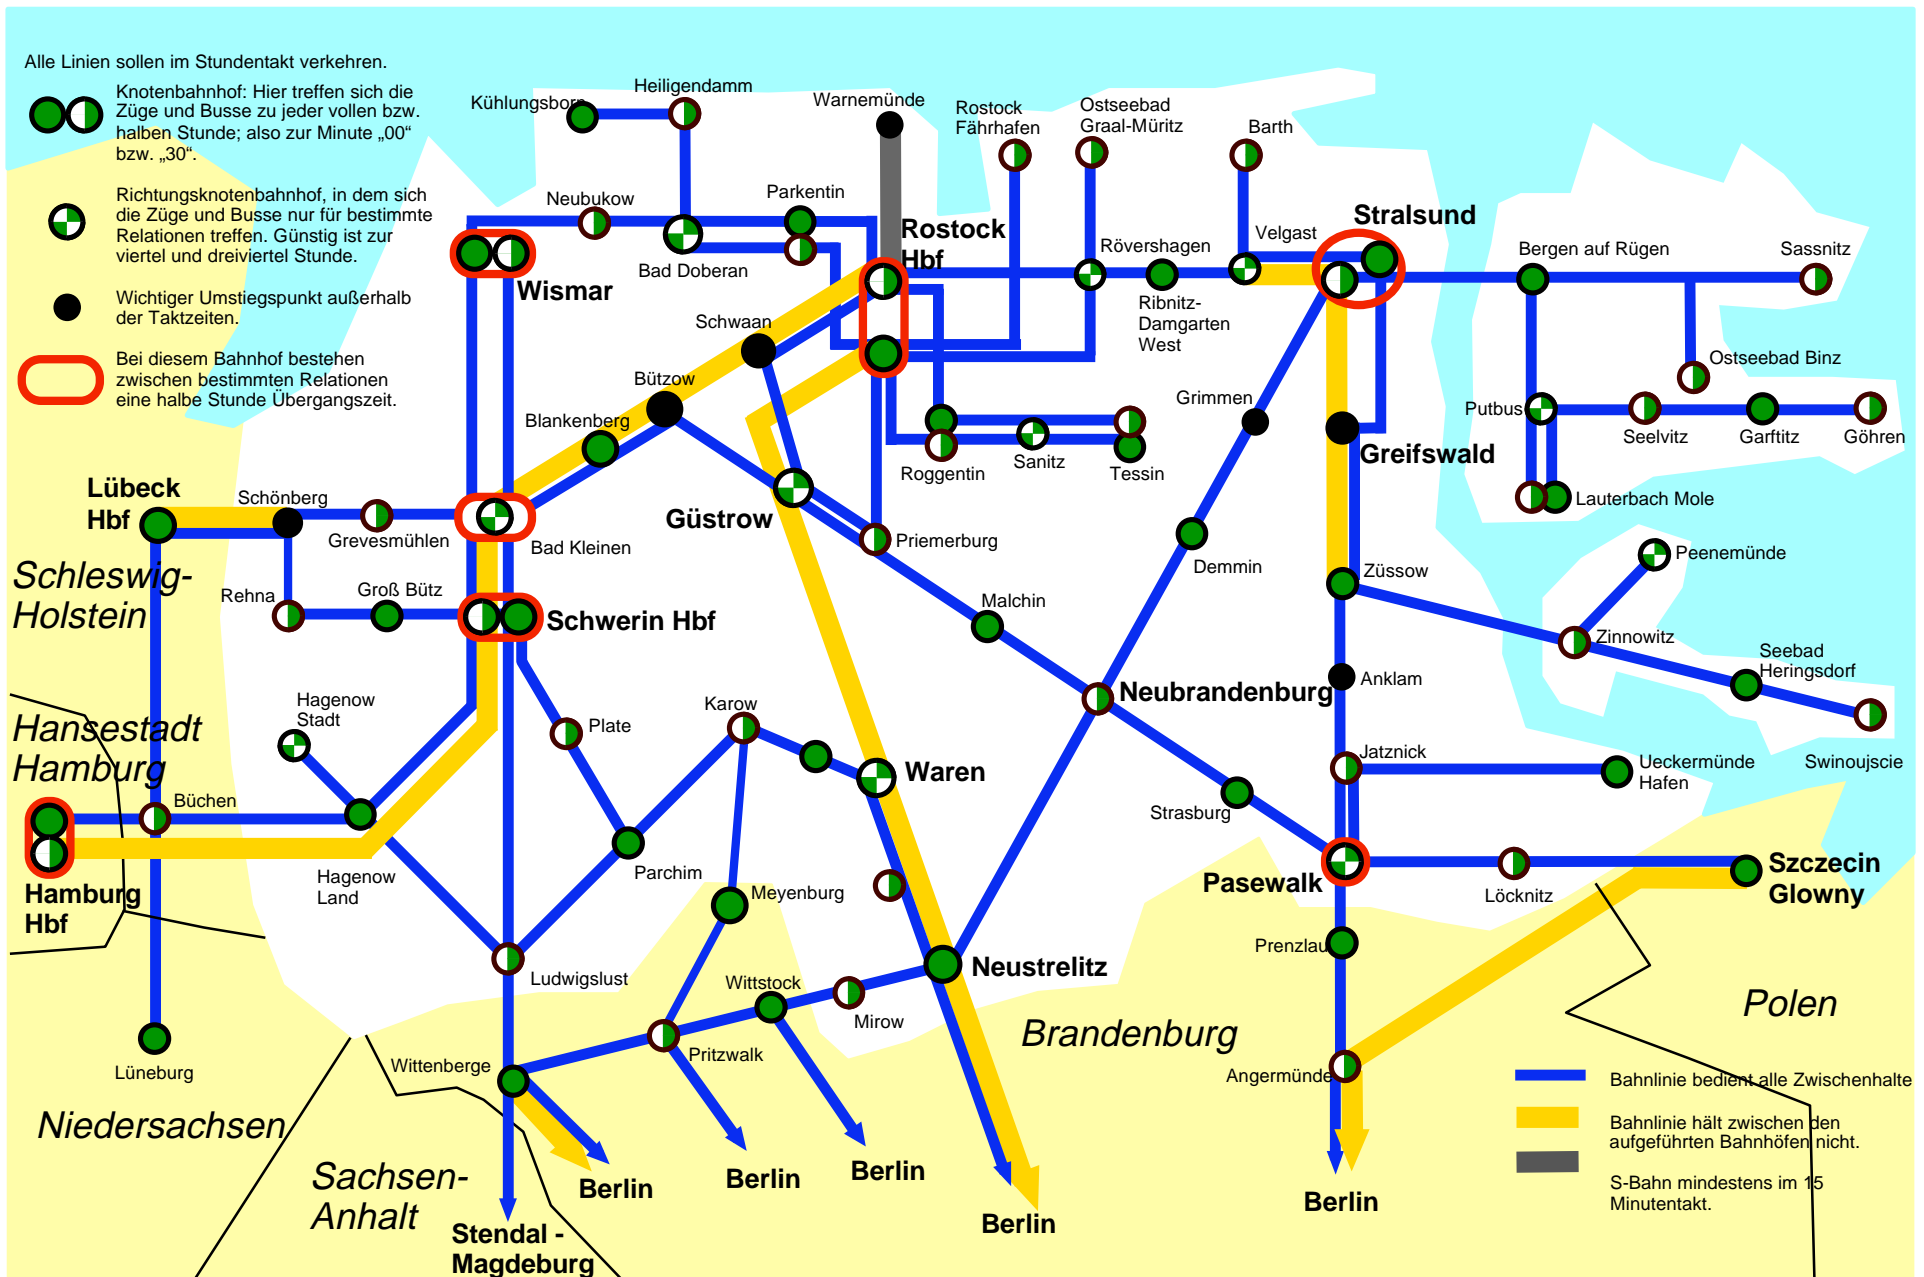 Alle Linien sollen im Stundentakt verkehren.
Knotenbahnhof: Hier treffen sich die
Züge und Busse zu jeder vollen bzw.
halben Stunde; also zur Minute „00“
bzw. „30“.
Richtungsknotenbahnhof, in dem sich
die Züge und Busse nur für bestimmte
Relationen treffen. Günstig ist zur
viertel und dreiviertel Stunde.
Wichtiger Umstiegspunkt außerhalb
der Taktzeiten.
Bei diesem Bahnhof bestehen
zwischen bestimmten Relationen
eine halbe Stunde Übergangszeit.
Kühlungsborn
Heiligendamm
Warnemünde
Rostock
Fährhafen
Ostseebad
Graal-Müritz
Barth
Neubukow
Parkentin
Bad Doberan
Rostock
Hbf
Rövershagen
Velgast
Stralsund
Bergen auf Rügen
Sassnitz
Wismar
Schwaan
Ribnitz-
Damgarten
West
Ostseebad Binz
Bützow
Blankenberg
Grimmen
Putbus
Seelvitz
Garftitz
Göhren
Roggentin
Sanitz
Tessin
Greifswald
Lauterbach Mole
Lübeck
Hbf
Schönberg
Grevesmühlen
Bad Kleinen
Güstrow
Priemerburg
Demmin
Züssow
Peenemünde
Schleswig-
Holstein
Rehna
Groß Bütz
Schwerin Hbf
Malchin
Zinnowitz
Seebad
Heringsdorf
Hagenow
Stadt
Plate
Karow
Neubrandenburg
Anklam
Hansestadt
Hamburg
Büchen
Waren
Jatznick
Ueckermünde
Hafen
Swinoujscie
Strasburg
Hamburg
Hbf
Hagenow
Land
Parchim
Meyenburg
Pasewalk
Löcknitz
Szczecin
Glowny
Prenzlau
Ludwigslust
Wittstock
Neustrelitz
Mirow
Brandenburg
Polen
Lüneburg
Wittenberge
Pritzwalk
Angermünde
Niedersachsen
Sachsen-
Anhalt
Berlin
Berlin
Berlin
Berlin
Berlin
Stendal -
Magdeburg
Bahnlinie bedient alle Zwischenhalte
Bahnlinie hält zwischen den
aufgeführten Bahnhöfen nicht.
S-Bahn mindestens im 15
Minutentakt.